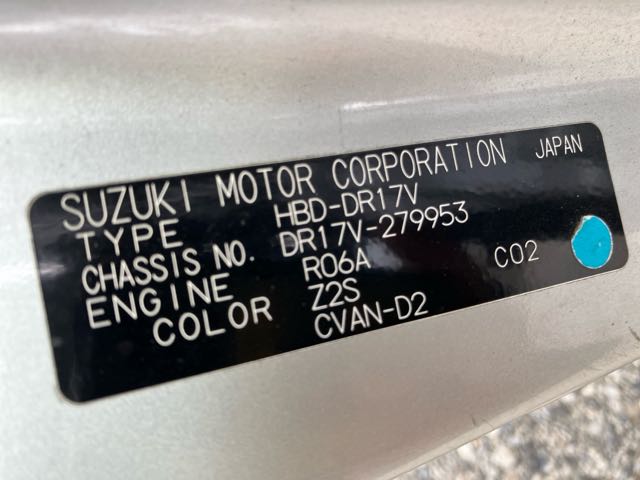 SUZUKI MOTOR CORPORATION JAPAN
TYPE HBD-DR17V
CHASSIS NO. DR17V-279953
ENGINE R06A C02
COLOR Z2S
CVAN-D2